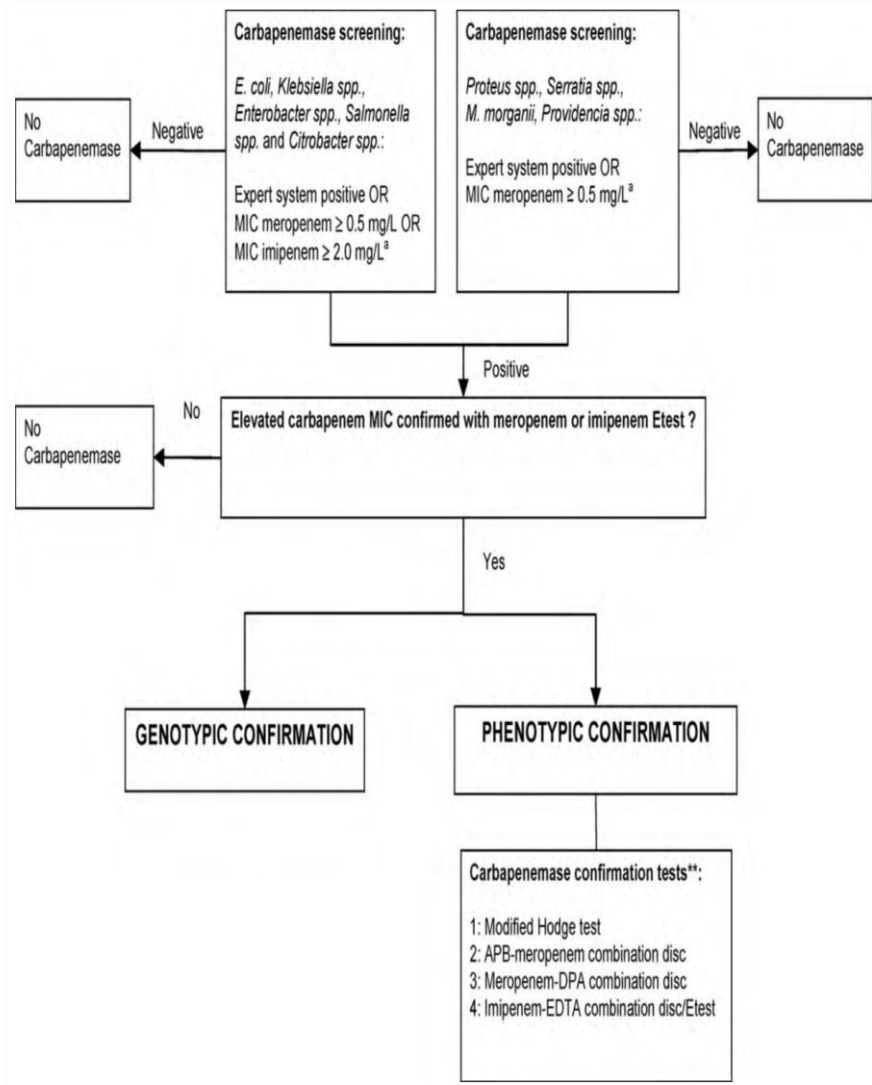 Carbapenemase screening:
E. coli, Klebsiella spp.,
Enterobacter spp., Salmonella
spp. and Citrobacter spp.:
Expert system positive OR
MIC meropenem ≥ 0.5 mg/L OR
MIC imipenem ≥ 2.0 mg/Lª
Carbapenemase screening:
Proteus spp., Serratia spp.,
M. morganii, Providencia spp.:
Expert system positive OR
MIC meropenem ≥ 0.5 mg/Lª
No
Carbapenemase
Negative
Negative
No
Carbapenemase
Positive
Elevated carbapenem MIC confirmed with meropenem or imipenem Etest ?
No
No
Carbapenemase
Yes
GENOTYPIC CONFIRMATION
PHENOTYPIC CONFIRMATION
Carbapenemase confirmation tests**:
1: Modified Hodge test
2: APB-meropenem combination disc
3: Meropenem-DPA combination disc
4: Imipenem-EDTA combination disc/Etest